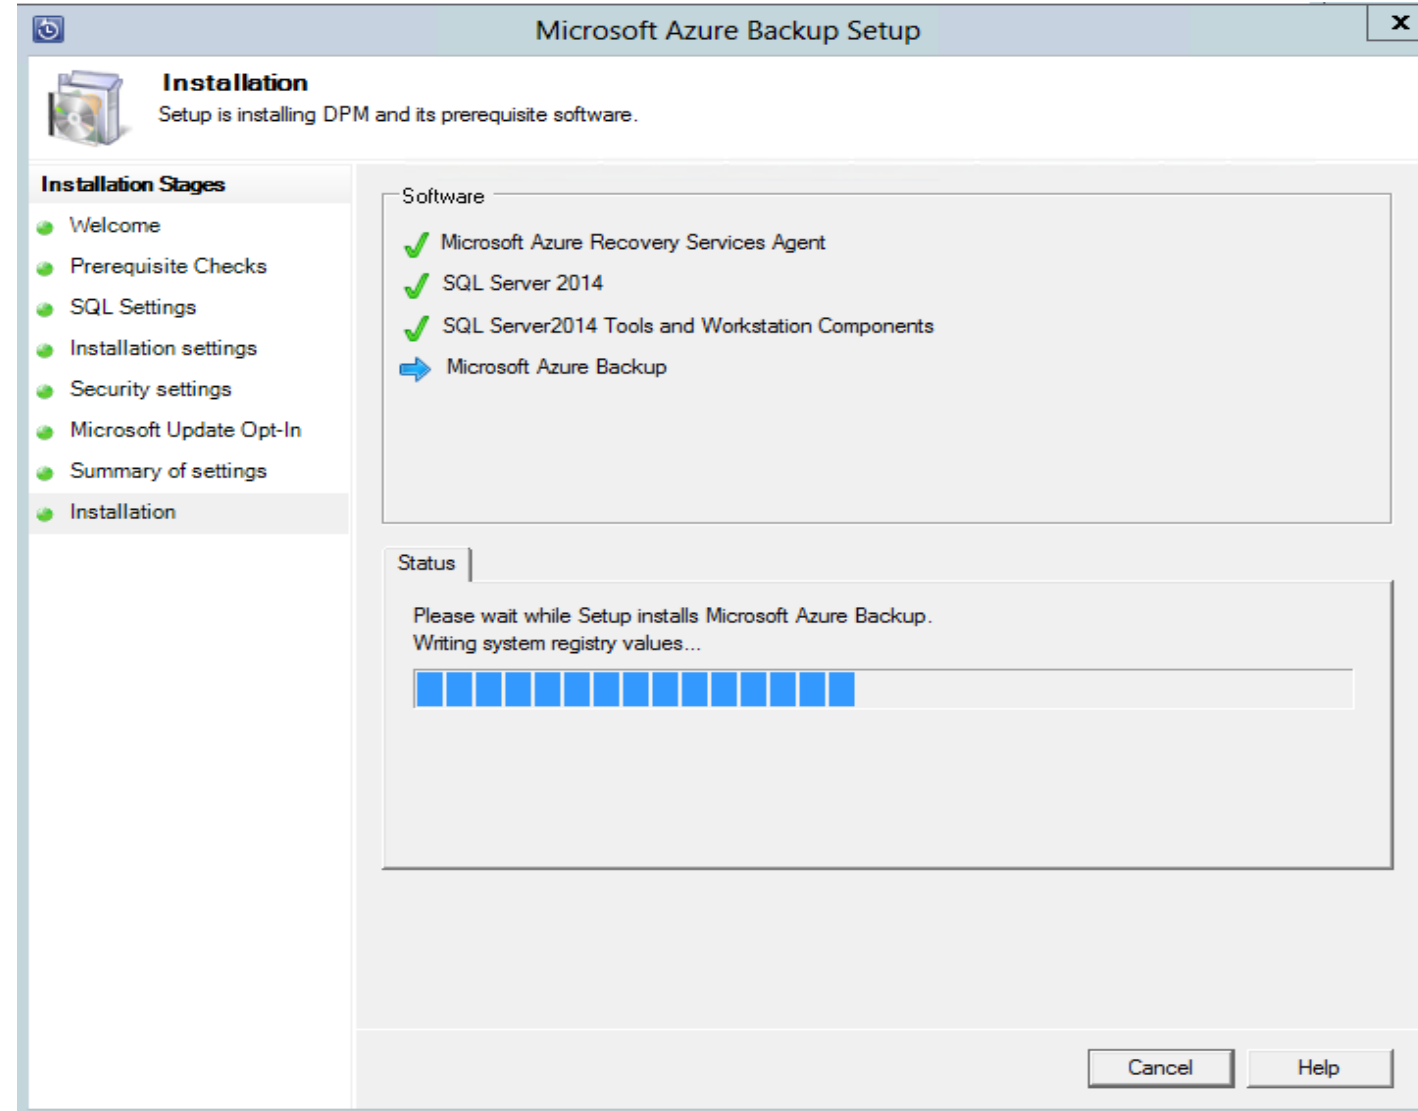 Microsoft Azure Backup Setup
x
Installation
Setup is installing DPM and its prerequisite software.
Installation Stages
Welcome
Prerequisite Checks
SQL Settings
Installation settings
Security settings
Microsoft Update Opt-In
Summary of settings
Installation
Software
Microsoft Azure Recovery Services Agent
SQL Server 2014
SQL Server2014 Tools and Workstation Components
Microsoft Azure Backup
Status
Please wait while Setup installs Microsoft Azure Backup.
Writing system registry values...
Cancel
Help